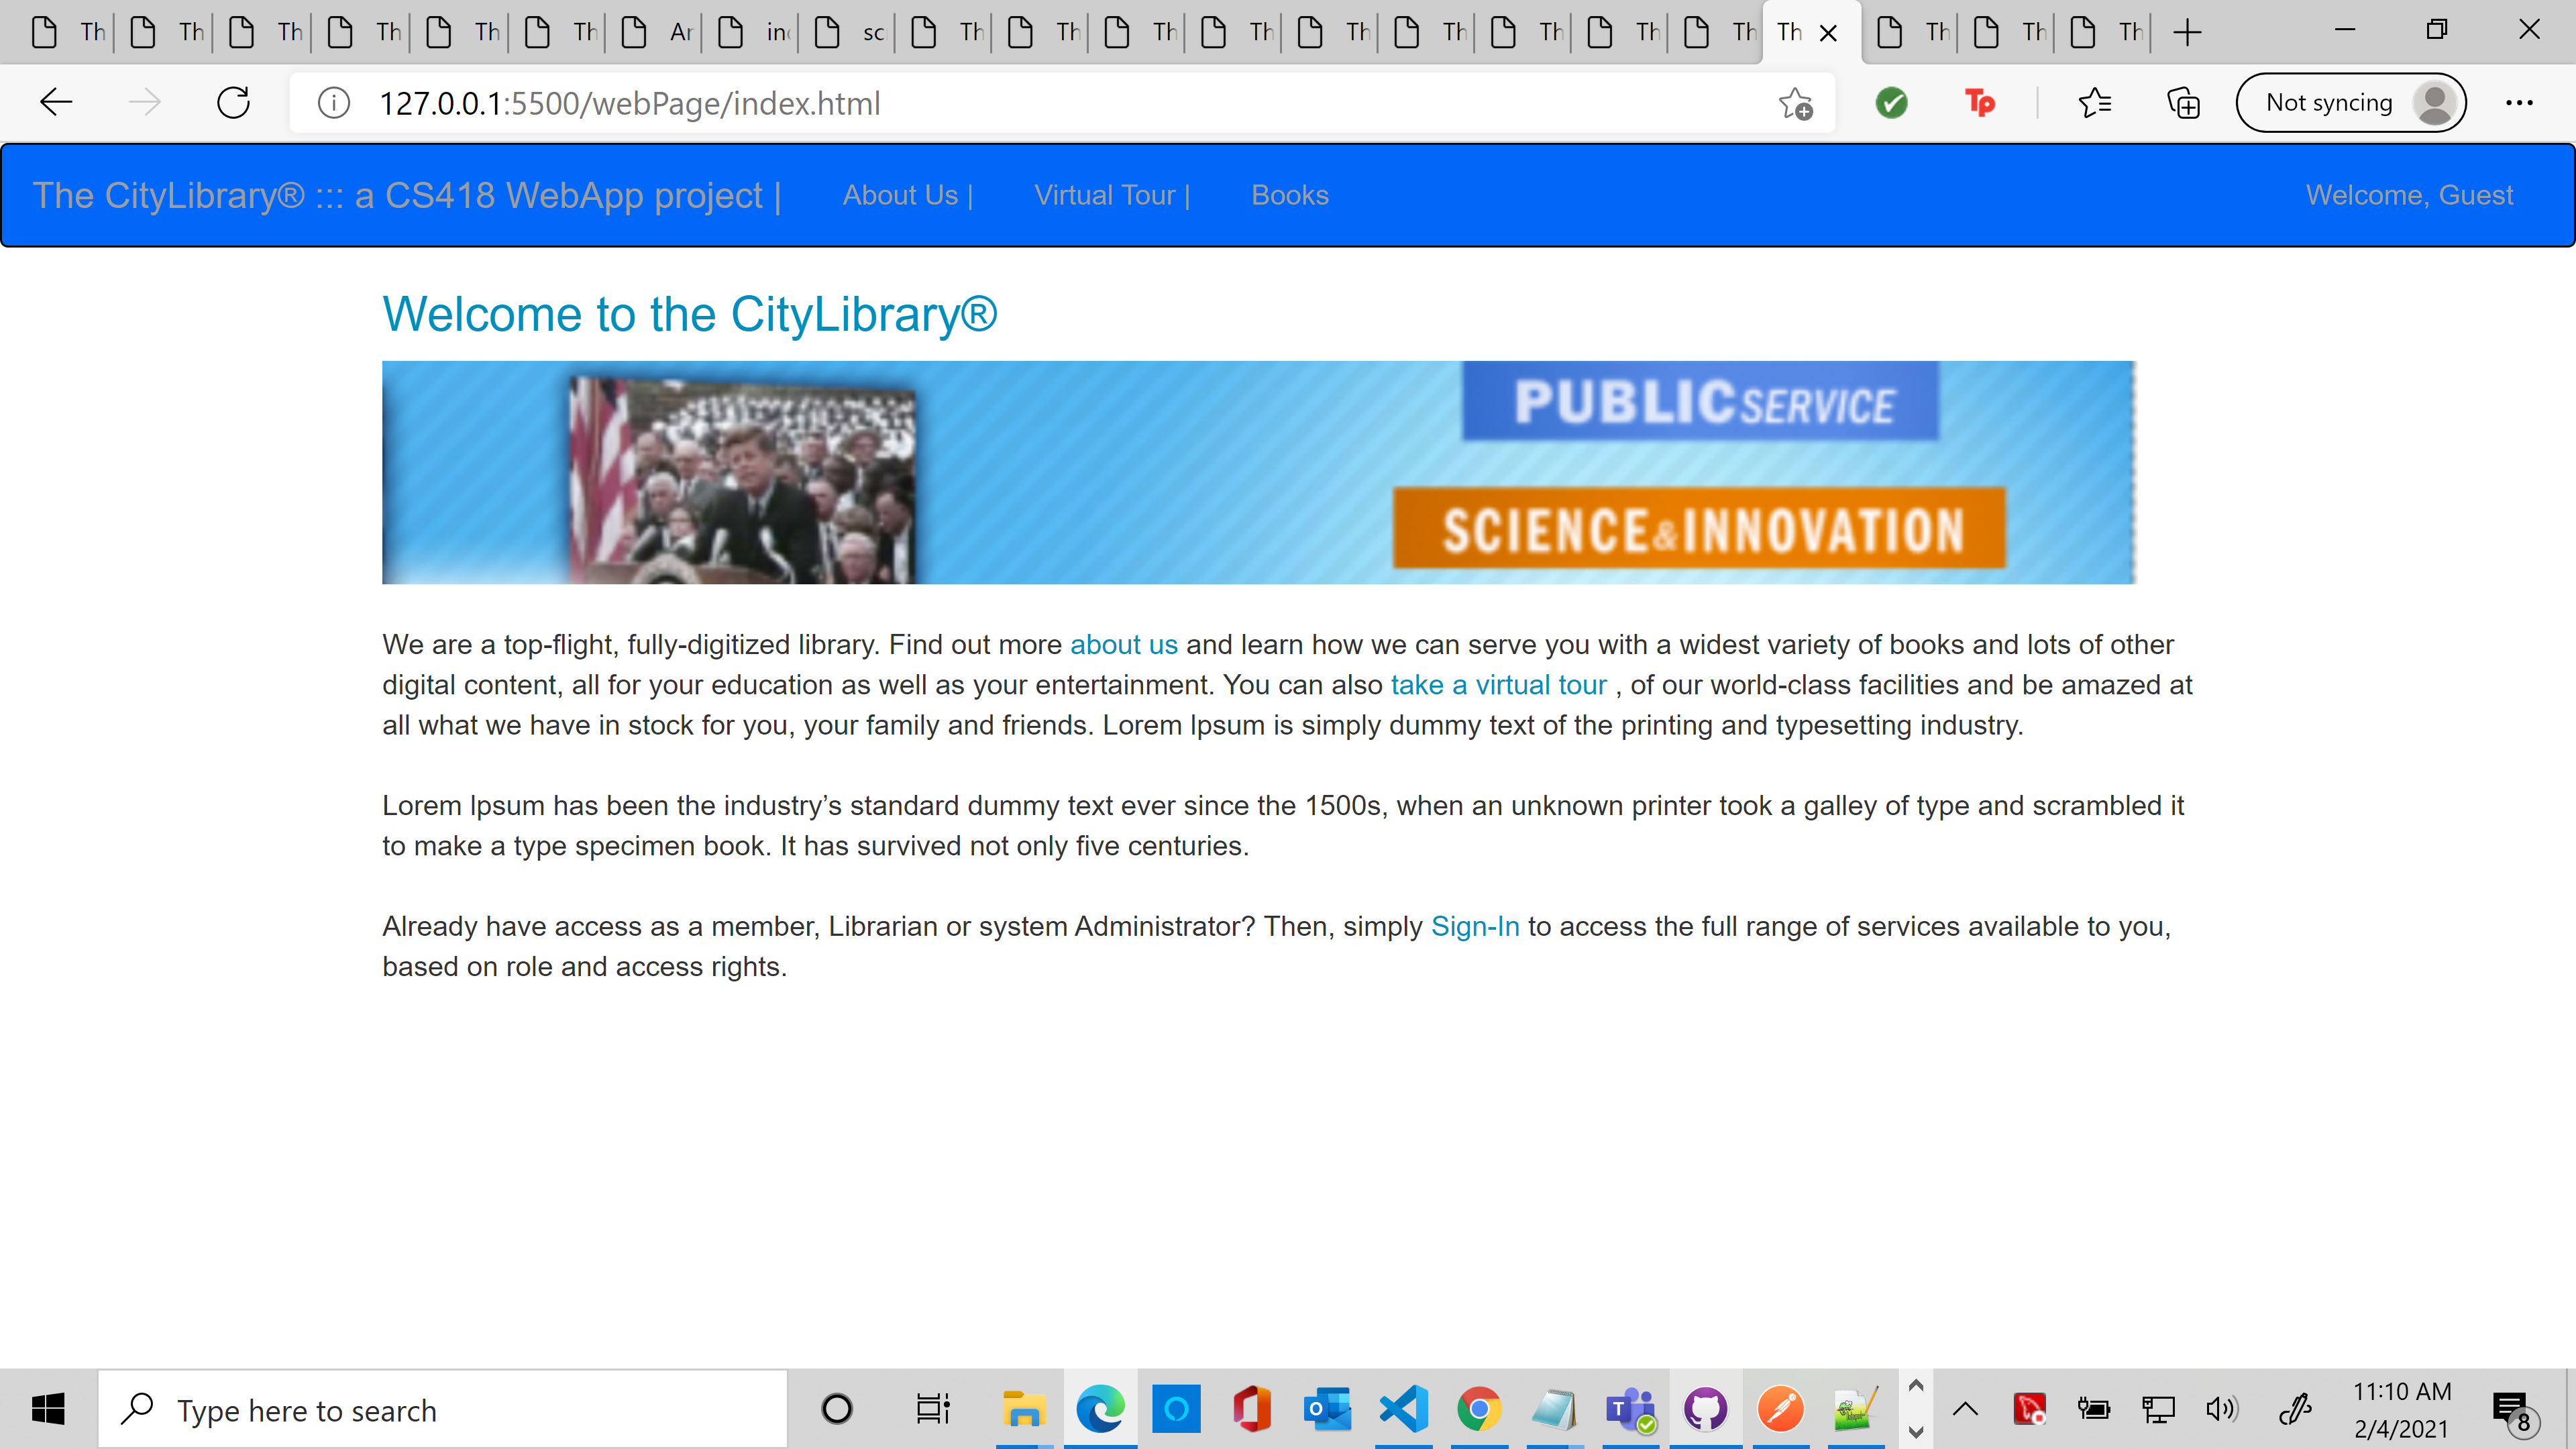 Th Th Th Th Th Th Ar in sc Th Th Th Th Th Th Th Th Th Th Th Th Th
127.0.0.1:5500/webPage/index.html
Not syncing
The CityLibrary® ::: a CS418 WebApp project | About Us | Virtual Tour | Books Welcome, Guest
Welcome to the CityLibrary®
PUBLIC SERVICE
SCIENCE & INNOVATION
We are a top-flight, fully-digitized library. Find out more about us and learn how we can serve you with a widest variety of books and lots of other
digital content, all for your education as well as your entertainment. You can also take a virtual tour , of our world-class facilities and be amazed at
all what we have in stock for you, your family and friends. Lorem Ipsum is simply dummy text of the printing and typesetting industry.
Lorem Ipsum has been the industry’s standard dummy text ever since the 1500s, when an unknown printer took a galley of type and scrambled it
to make a type specimen book. It has survived not only five centuries.
Already have access as a member, Librarian or system Administrator? Then, simply Sign-In to access the full range of services available to you,
based on role and access rights.
Type here to search
11:10 AM
2/4/2021
8